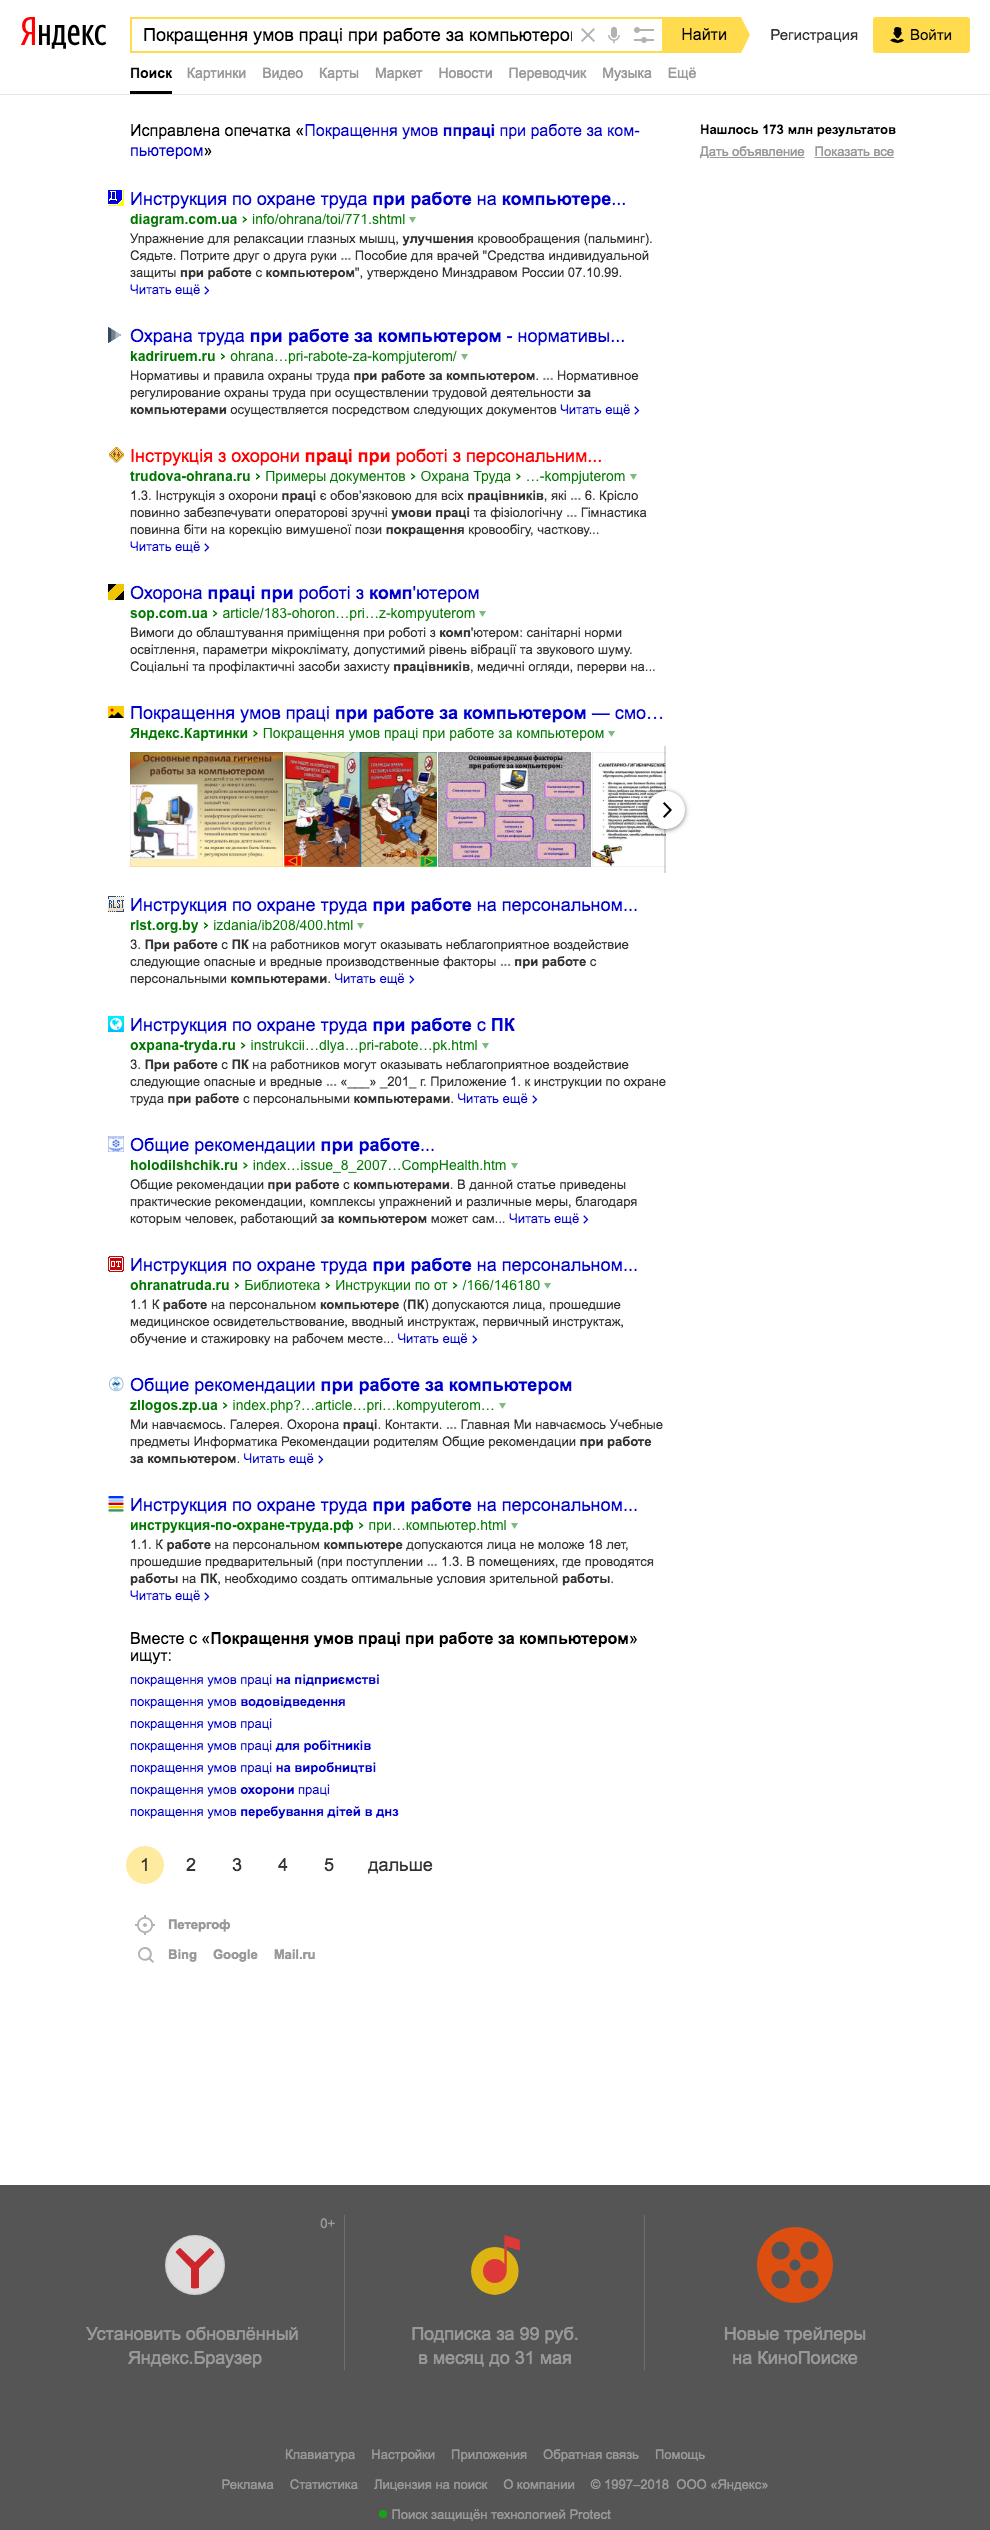 Яндекс
Покращення умов праці при работе за компьютеро
Найти
Регистрация
Войти
Поиск Картинки Видео Карты Маркет Новости Переводчик Музыка Ещё
Исправлена опечатка «Покращення умов ппраці при работе за ком-
пьютером»
Нашлось 173 млн результатов
Дать объявление Показать все
Инструкция по охране труда при работе на компьютере...
diagram.com.ua › info/ohrana/toi/771.shtml
Упражнение для релаксации глазных мышц, улучшения кровообращения (пальминг).
Сядьте. Потрите друг о друга руки ... Пособие для врачей "Средства индивидуальной
защиты при работе с компьютером", утверждено Минздравом России 07.10.99.
Читать ещё ›
Охрана труда при работе за компьютером - нормативы...
kadriruem.ru › ohrana…pri-rabote-za-kompjuterom/
Нормативы и правила охраны труда при работе за компьютером. ... Нормативное
регулирование охраны труда при осуществлении трудовой деятельности за
компьютерами осуществляется посредством следующих документов Читать ещё ›
Інструкція з охорони праці при роботі з персональним...
trudova-ohrana.ru › Примеры документов › Охрана Труда › …-kompjuterom
1.3. Інструкція з охорони праці є обов'язковою для всіх працівників, які ... 6. Крісло
повинно забезпечувати операторові зручні умови праці та фізіологічну ... Гімнастика
повинна біти на корекцію вимушеної пози покращення кровообігу, часткову...
Читать ещё ›
Охорона праці при роботі з комп'ютером
sop.com.ua › article/183-ohoron…pri…z-kompyuterom
Вимоги до облаштування приміщення при роботі з комп'ютером: санітарні норми
освітлення, параметри мікроклімату, допустимий рівень вібрації та звукового шуму.
Соціальні та профілактичні засоби захисту працівників, медичні огляди, перерви на...
Покращення умов праці при работе за компьютером — смо…
Яндекс.Картинки › Покращення умов праці при работе за компьютером
Основные правила гигиены
работы за компьютером
Основные вредные факторы
при работе за компьютером:
САНИТАРНО-ГИГИЕНИЧЕСКИЕ
Инструкция по охране труда при работе на персональном...
rlst.org.by › izdania/ib208/400.html
3. При работе с ПК на работников могут оказывать неблагоприятное воздействие
следующие опасные и вредные производственные факторы ... при работе с
персональными компьютерами. Читать ещё ›
Инструкция по охране труда при работе с ПК
oxpana-tryda.ru › instrukcii…dlya…pri-rabote…pk.html
3. При работе с ПК на работников могут оказывать неблагоприятное воздействие
следующие опасные и вредные ... «___» _201_ г. Приложение 1. к инструкции по охране
труда при работе с персональными компьютерами. Читать ещё ›
Общие рекомендации при работе...
holodilshchik.ru › index…issue_8_2007…CompHealth.htm
Общие рекомендации при работе с компьютерами. В данной статье приведены
практические рекомендации, комплексы упражнений и различные меры, благодаря
которым человек, работающий за компьютером может сам... Читать ещё ›
Инструкция по охране труда при работе на персональном...
ohranatruda.ru › Библиотека › Инструкции по от › /166/146180
1.1 К работе на персональном компьютере (ПК) допускаются лица, прошедшие
медицинское освидетельствование, вводный инструктаж, первичный инструктаж,
обучение и стажировку на рабочем месте... Читать ещё ›
Общие рекомендации при работе за компьютером
zllogos.zp.ua › index.php?…article…pri…kompyuterom…
Ми навчаємось. Галерея. Охорона праці. Контакти. ... Главная Ми навчаємось Учебные
предметы Информатика Рекомендации родителям Общие рекомендации при работе
за компьютером. Читать ещё ›
Инструкция по охране труда при работе на персональном...
инструкция-по-охране-труда.рф › при…компьютер.html
1.1. К работе на персональном компьютере допускаются лица не моложе 18 лет,
прошедшие предварительный (при поступлении ... 1.3. В помещениях, где проводятся
работы на ПК, необходимо создать оптимальные условия зрительной работы.
Читать ещё ›
Вместе с «Покращення умов праці при работе за компьютером»
ищут:
покращення умов праці на підприємстві
покращення умов водовідведення
покращення умов праці
покращення умов праці для робітників
покращення умов праці на виробництві
покращення умов охорони праці
покращення умов перебування дітей в днз
1 2 3 4 5 дальше
Петергоф
Bing Google Mail.ru
0+
Установить обновлённый
Яндекс.Браузер
Подписка за 99 руб.
в месяц до 31 мая
Новые трейлеры
на КиноПоиске
Клавиатура Настройки Приложения Обратная связь Помощь
Реклама Статистика Лицензия на поиск О компании © 1997–2018 ООО «Яндекс»
Поиск защищён технологией Protect